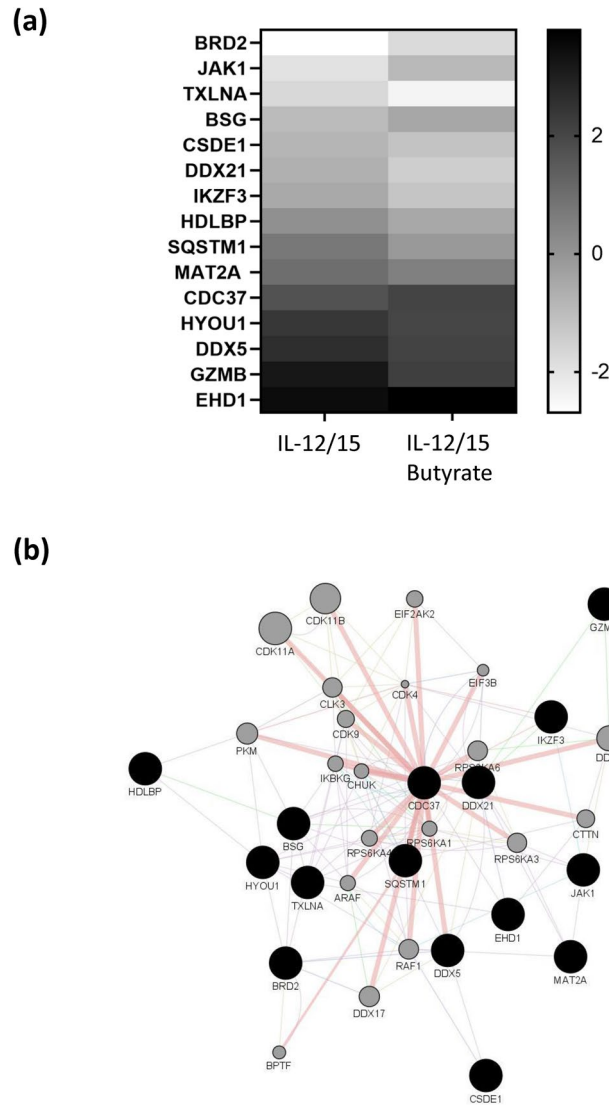 (a)
BRD2
JAK1
TXLNA
BSG
CSDE1
DDX21
IKZF3
HDLBP
SQSTM1
MAT2A
CDC37
HYOU1
DDX5
GZMB
EHD1
2
0
-2
IL-12/15
IL-12/15
Butyrate
(b)
CDK11B
EIF2AK2
GZM
CDK11A
EIF3B
CDK4
CLK3
CDK9
IKZF3
PKM
RPS6KA6
DD
IKBKG
CHUK
HDLBP
CDC37
DDX21
CTTN
BSG
RPS6KA1
RPS6KA4
RPS6KA3
HYOU1
SQSTM1
TXLNA
ARAF
JAK1
EHD1
RAF1
DDX5
BRD2
MAT2A
DDX17
BPTF
CSDE1